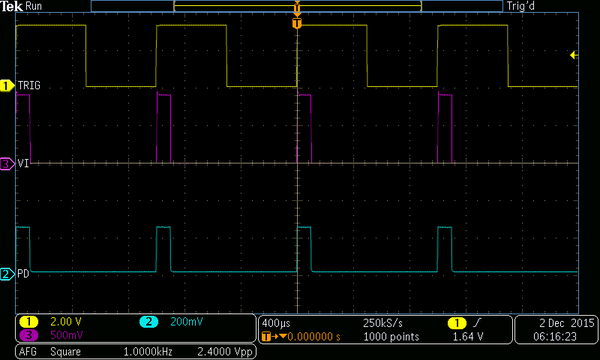 Tek Run Trig'd
T
T
1 TRIG
3 VI
2 PD
1 2.00 V 2 200mV 400µs 250kS/s 1 1.64 V 2 Dec 2015
3 500mV T→▼0.000000 s 1000 points 06:16:23
AFG Square 1.0000kHz 2.4000 Vpp